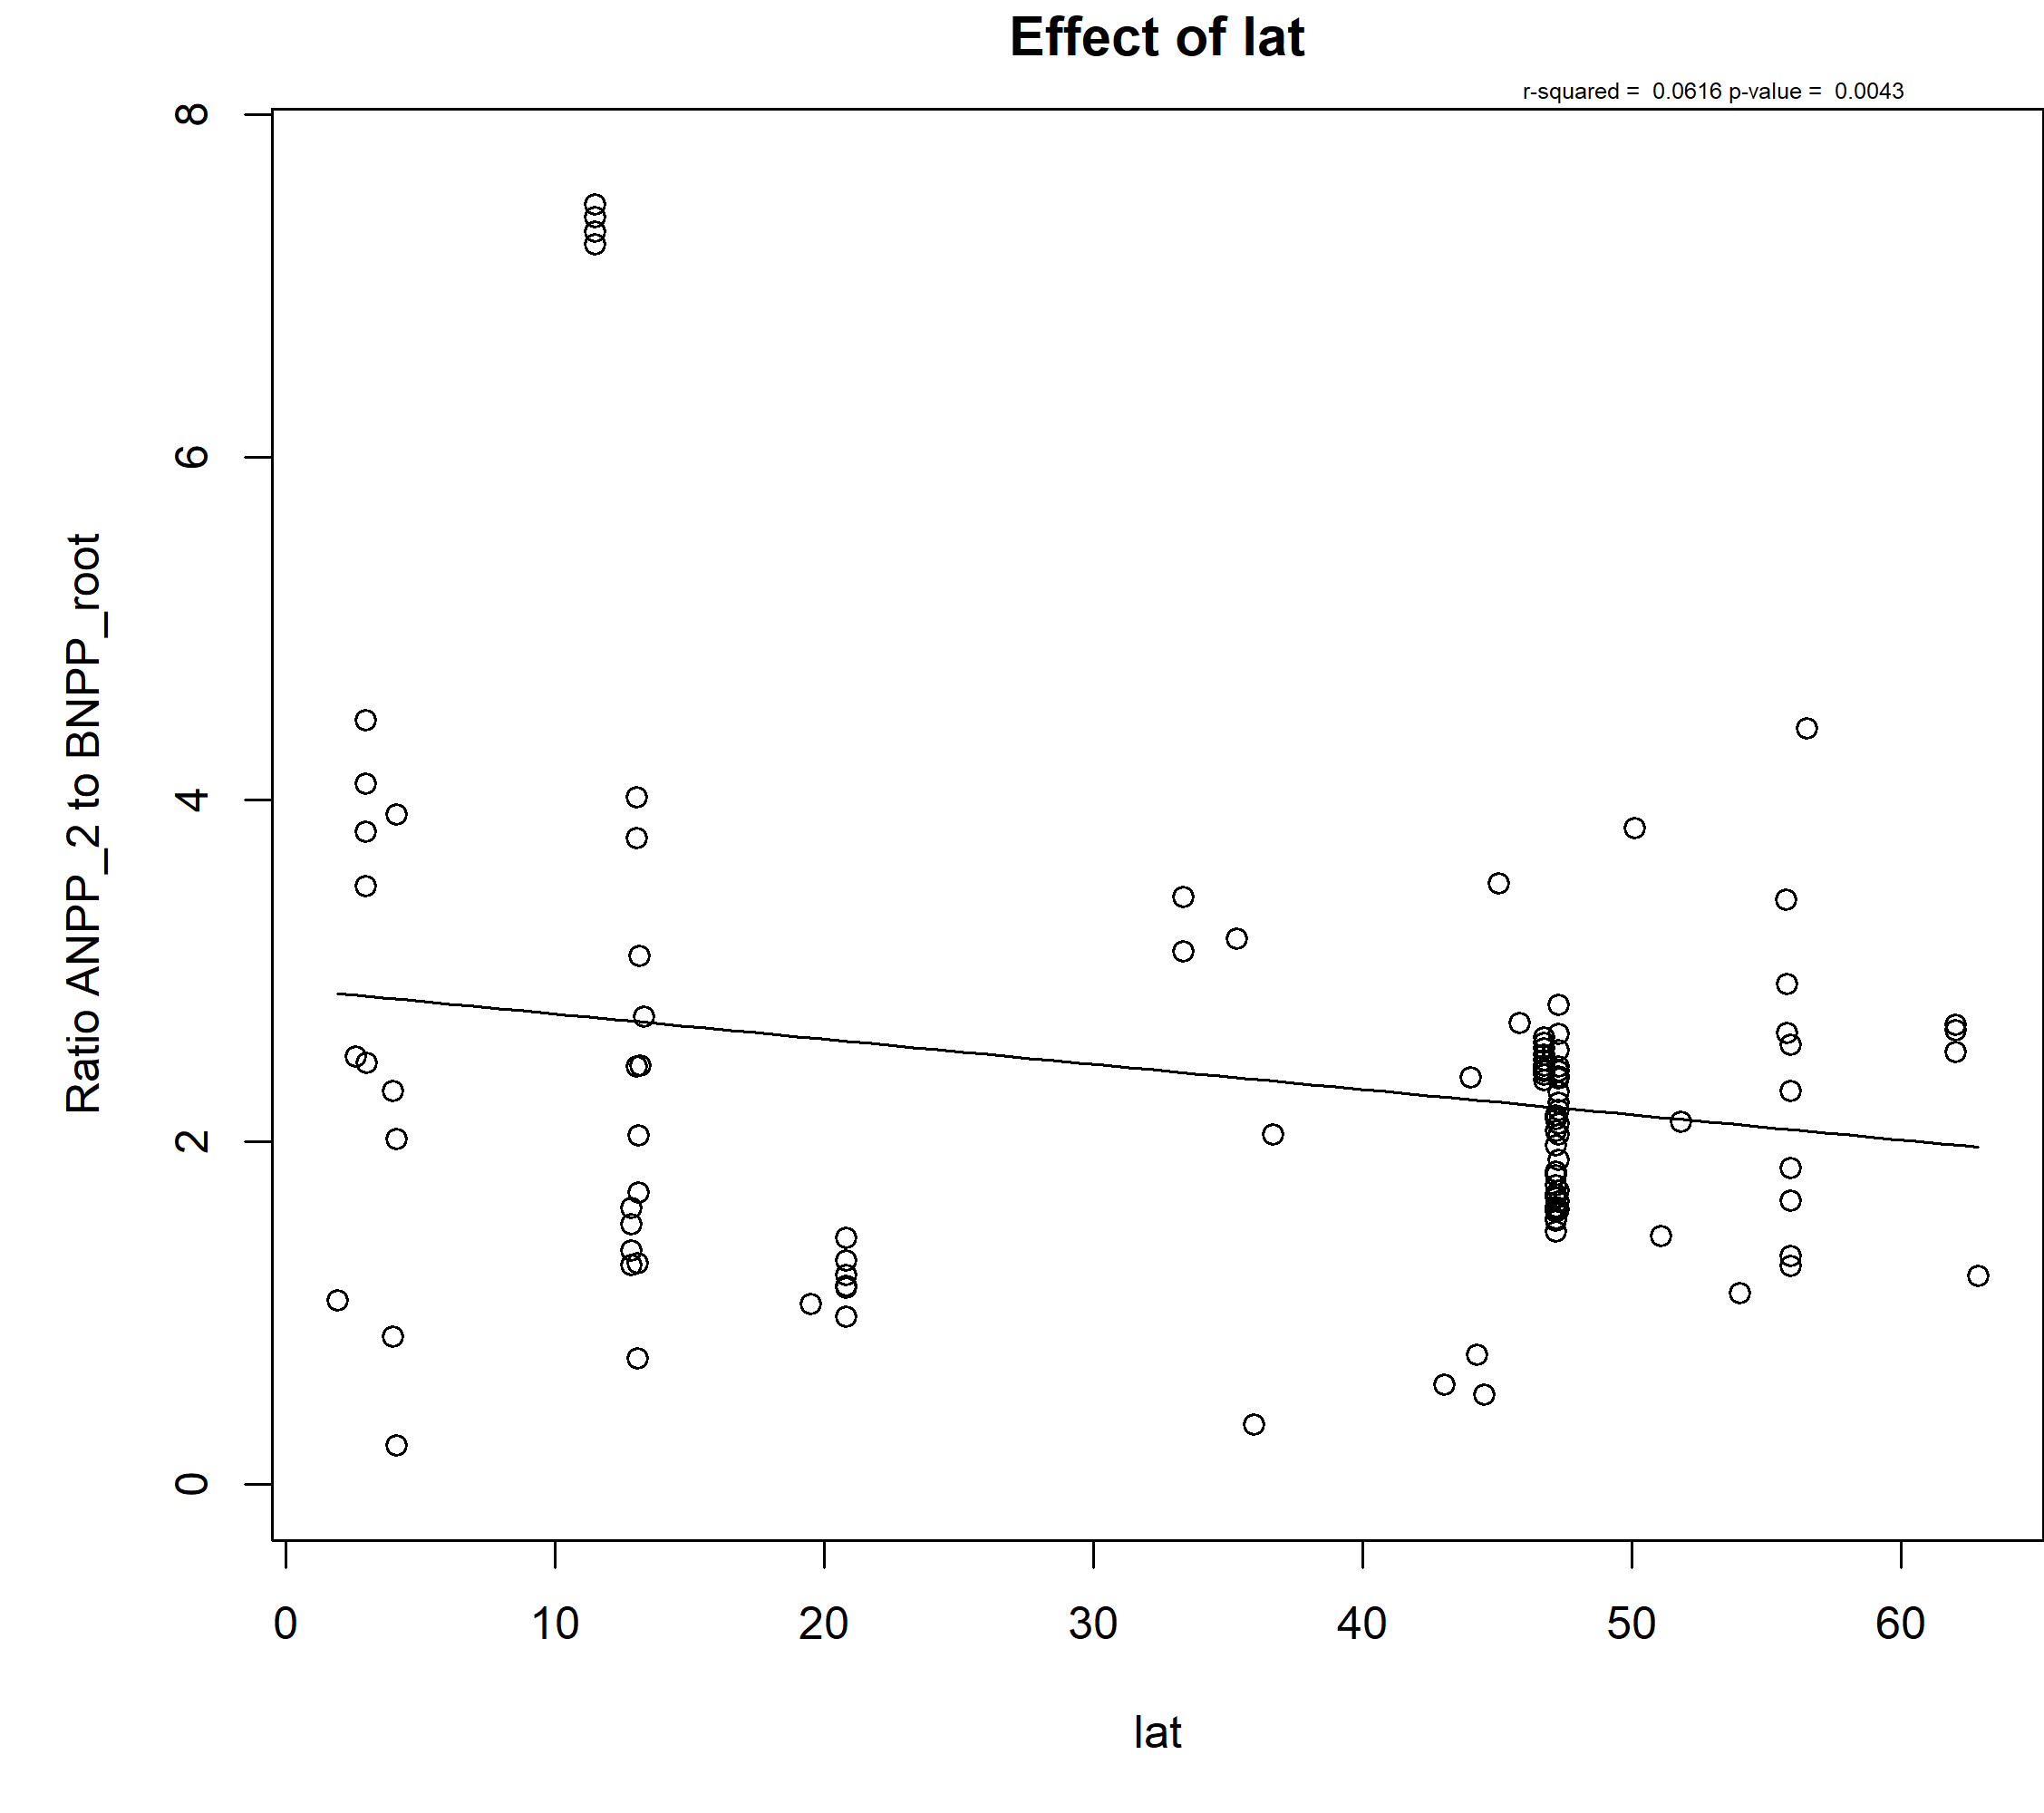 Effect of lat
r-squared = 0.0616 p-value = 0.0043
Ratio ANPP_2 to BNPP_root
8
6
4
2
0
0 10 20 30 40 50 60
lat